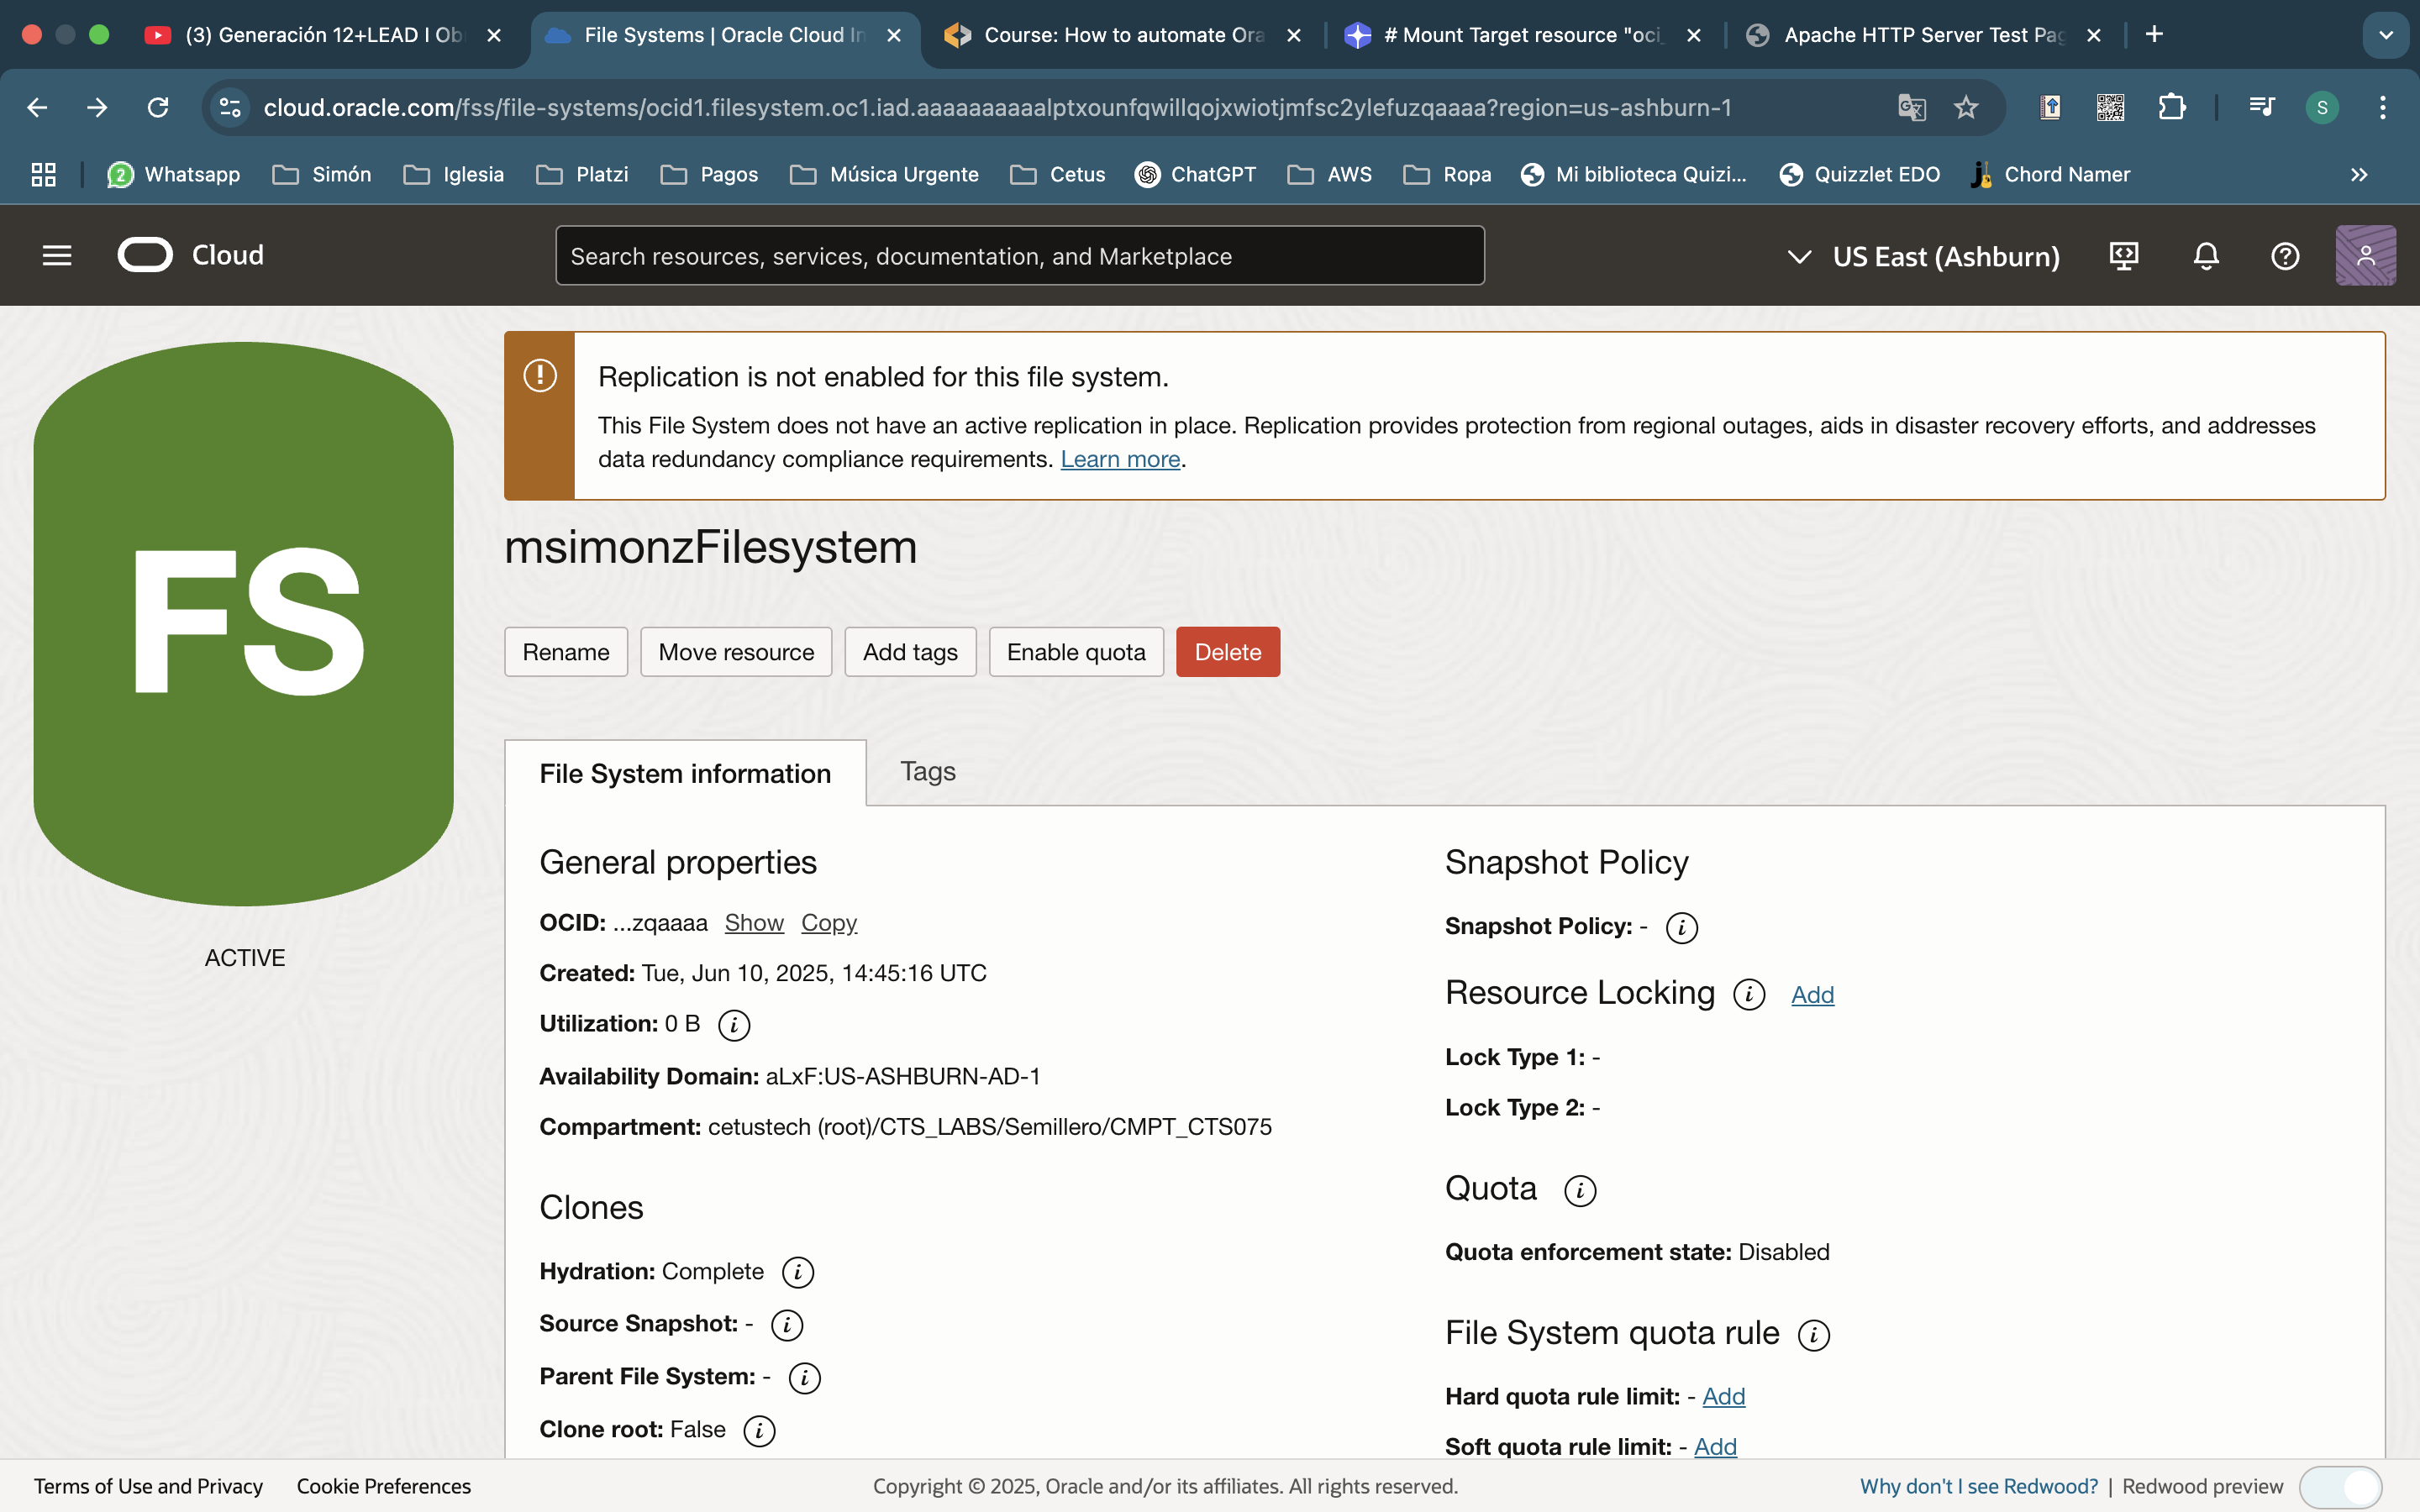 (3) Generación 12+LEAD I Ob
File Systems | Oracle Cloud In
Course: How to automate Ora
# Mount Target resource "oci_
Apache HTTP Server Test Pag
cloud.oracle.com/fss/file-systems/ocid1.filesystem.oc1.iad.aaaaaaaaaalptxounfqwillqojxwiotjmfsc2ylefuzqaaaa?region=us-ashburn-1
S
2
Whatsapp
Simón
Iglesia
Platzi
Pagos
Música Urgente
Cetus
ChatGPT
AWS
Ropa
Mi biblioteca Quizi...
Quizzlet EDO
Chord Namer
Cloud
Search resources, services, documentation, and Marketplace
US East (Ashburn)
FS
ACTIVE
Replication is not enabled for this file system.
This File System does not have an active replication in place. Replication provides protection from regional outages, aids in disaster recovery efforts, and addresses
data redundancy compliance requirements. Learn more.
msimonzFilesystem
Rename
Move resource
Add tags
Enable quota
Delete
File System information
Tags
General properties
OCID: ...zqaaaa Show Copy
Created: Tue, Jun 10, 2025, 14:45:16 UTC
Utilization: 0 B
Availability Domain: aLxF:US-ASHBURN-AD-1
Compartment: cetustech (root)/CTS_LABS/Semillero/CMPT_CTS075
Clones
Hydration: Complete
Source Snapshot: -
Parent File System: -
Clone root: False
Snapshot Policy
Snapshot Policy: -
Resource Locking Add
Lock Type 1: -
Lock Type 2: -
Quota
Quota enforcement state: Disabled
File System quota rule
Hard quota rule limit: - Add
Soft quota rule limit: - Add
Terms of Use and Privacy
Cookie Preferences
Copyright © 2025, Oracle and/or its affiliates. All rights reserved.
Why don't I see Redwood? | Redwood preview